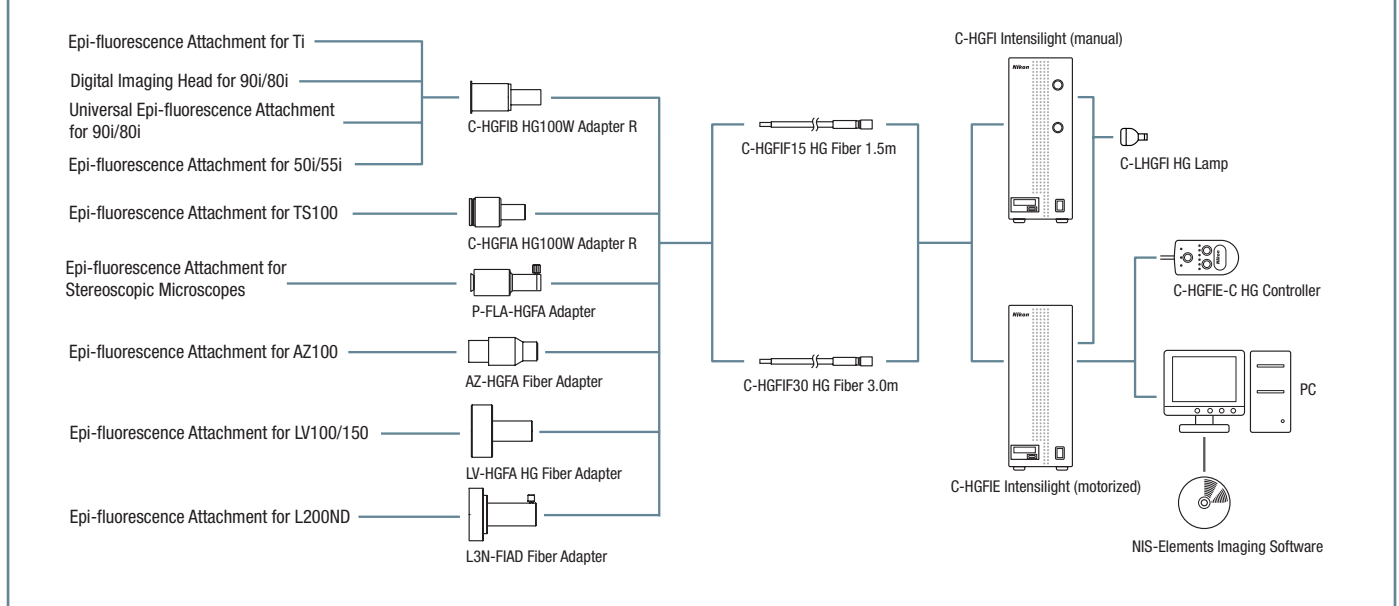 Epi-fluorescence Attachment for Ti
Digital Imaging Head for 90i/80i
Universal Epi-fluorescence Attachment
for 90i/80i
Epi-fluorescence Attachment for 50i/55i
C-HGFIB HG100W Adapter R
Epi-fluorescence Attachment for TS100
C-HGFIA HG100W Adapter R
Epi-fluorescence Attachment for
Stereoscopic Microscopes
P-FLA-HGFA Adapter
Epi-fluorescence Attachment for AZ100
AZ-HGFA Fiber Adapter
Epi-fluorescence Attachment for LV100/150
LV-HGFA HG Fiber Adapter
Epi-fluorescence Attachment for L200ND
L3N-FIAD Fiber Adapter
C-HGFIF15 HG Fiber 1.5m
C-HGFIF30 HG Fiber 3.0m
C-HGFI Intensilight (manual)
Nikon
C-LHGFI HG Lamp
Nikon
C-HGFIE-C HG Controller
Nikon
C-HGFIE Intensilight (motorized)
PC
NIS-Elements Imaging Software